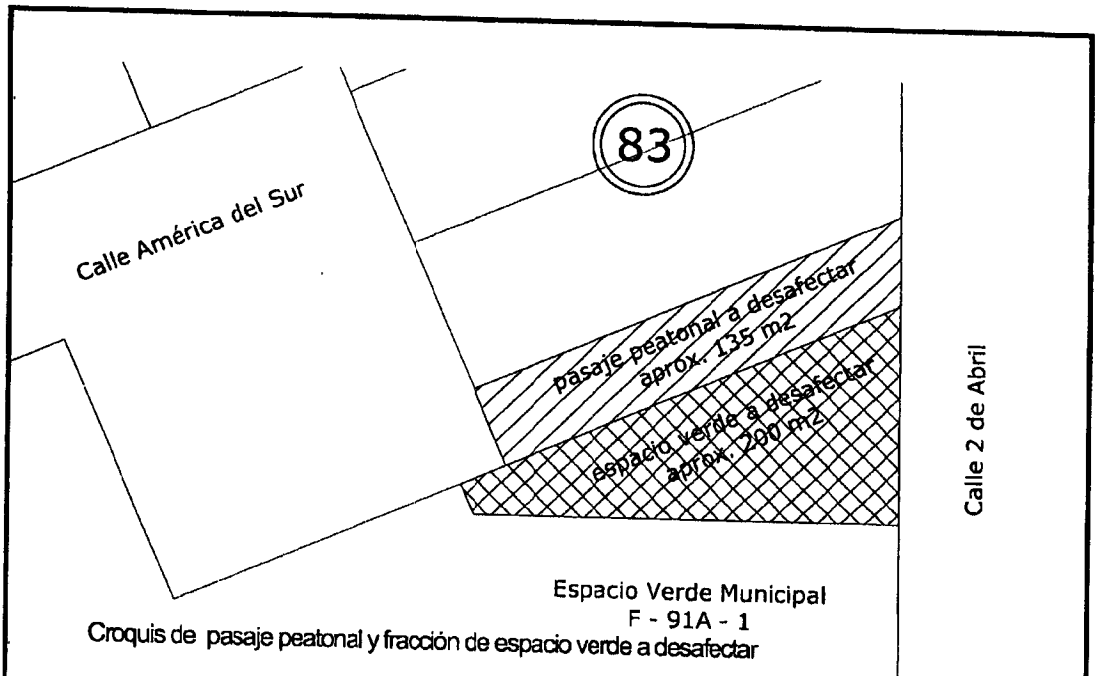 83
Calle América del Sur
pasaje peatonal a desafectar
aprox. 135 m2
espacio verde a desafectar
aprox. 200 m2
Calle 2 de Abril
Espacio Verde Municipal
F - 91A - 1
Croquis de pasaje peatonal y fracción de espacio verde a desafectar